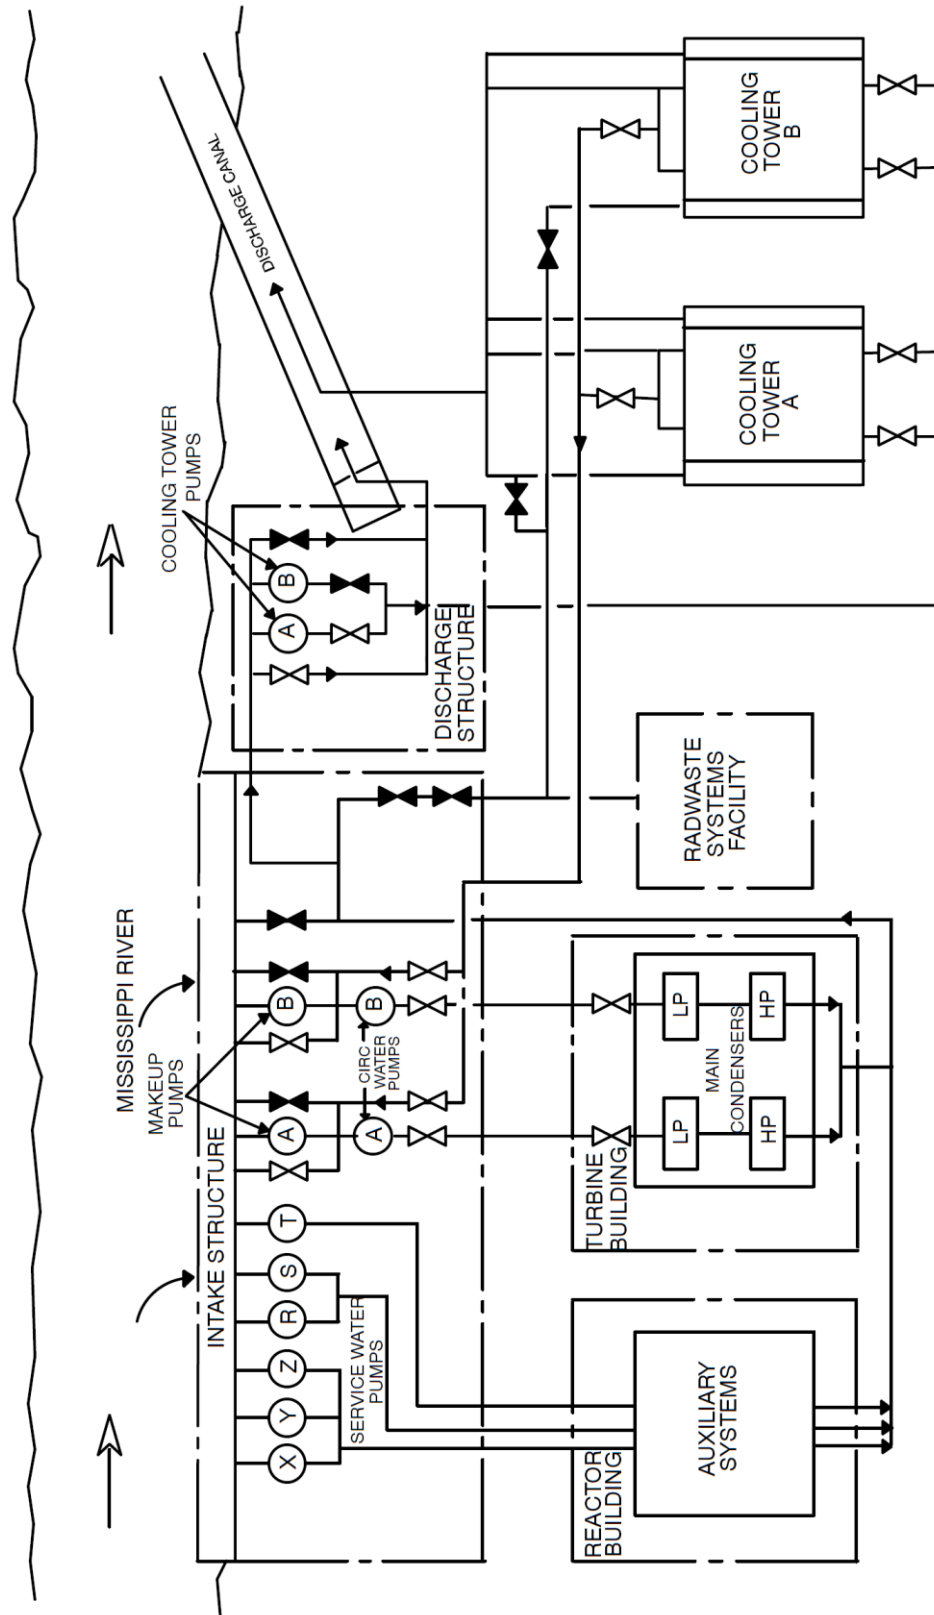 MISSISSIPPI RIVER
INTAKE STRUCTURE
MAKEUP
PUMPS
COOLING TOWER
PUMPS
DISCHARGE CANAL
X
Y
Z
R
S
T
A
B
A
B
A
B
SERVICE WATER
PUMPS
CIRC
WATER
PUMPS
DISCHARGE
STRUCTURE
REACTOR
BUILDING
AUXILIARY
SYSTEMS
TURBINE
BUILDING
LP
LP
MAIN
CONDENSERS
HP
HP
RADWASTE
SYSTEMS
FACILITY
COOLING
TOWER
A
COOLING
TOWER
B